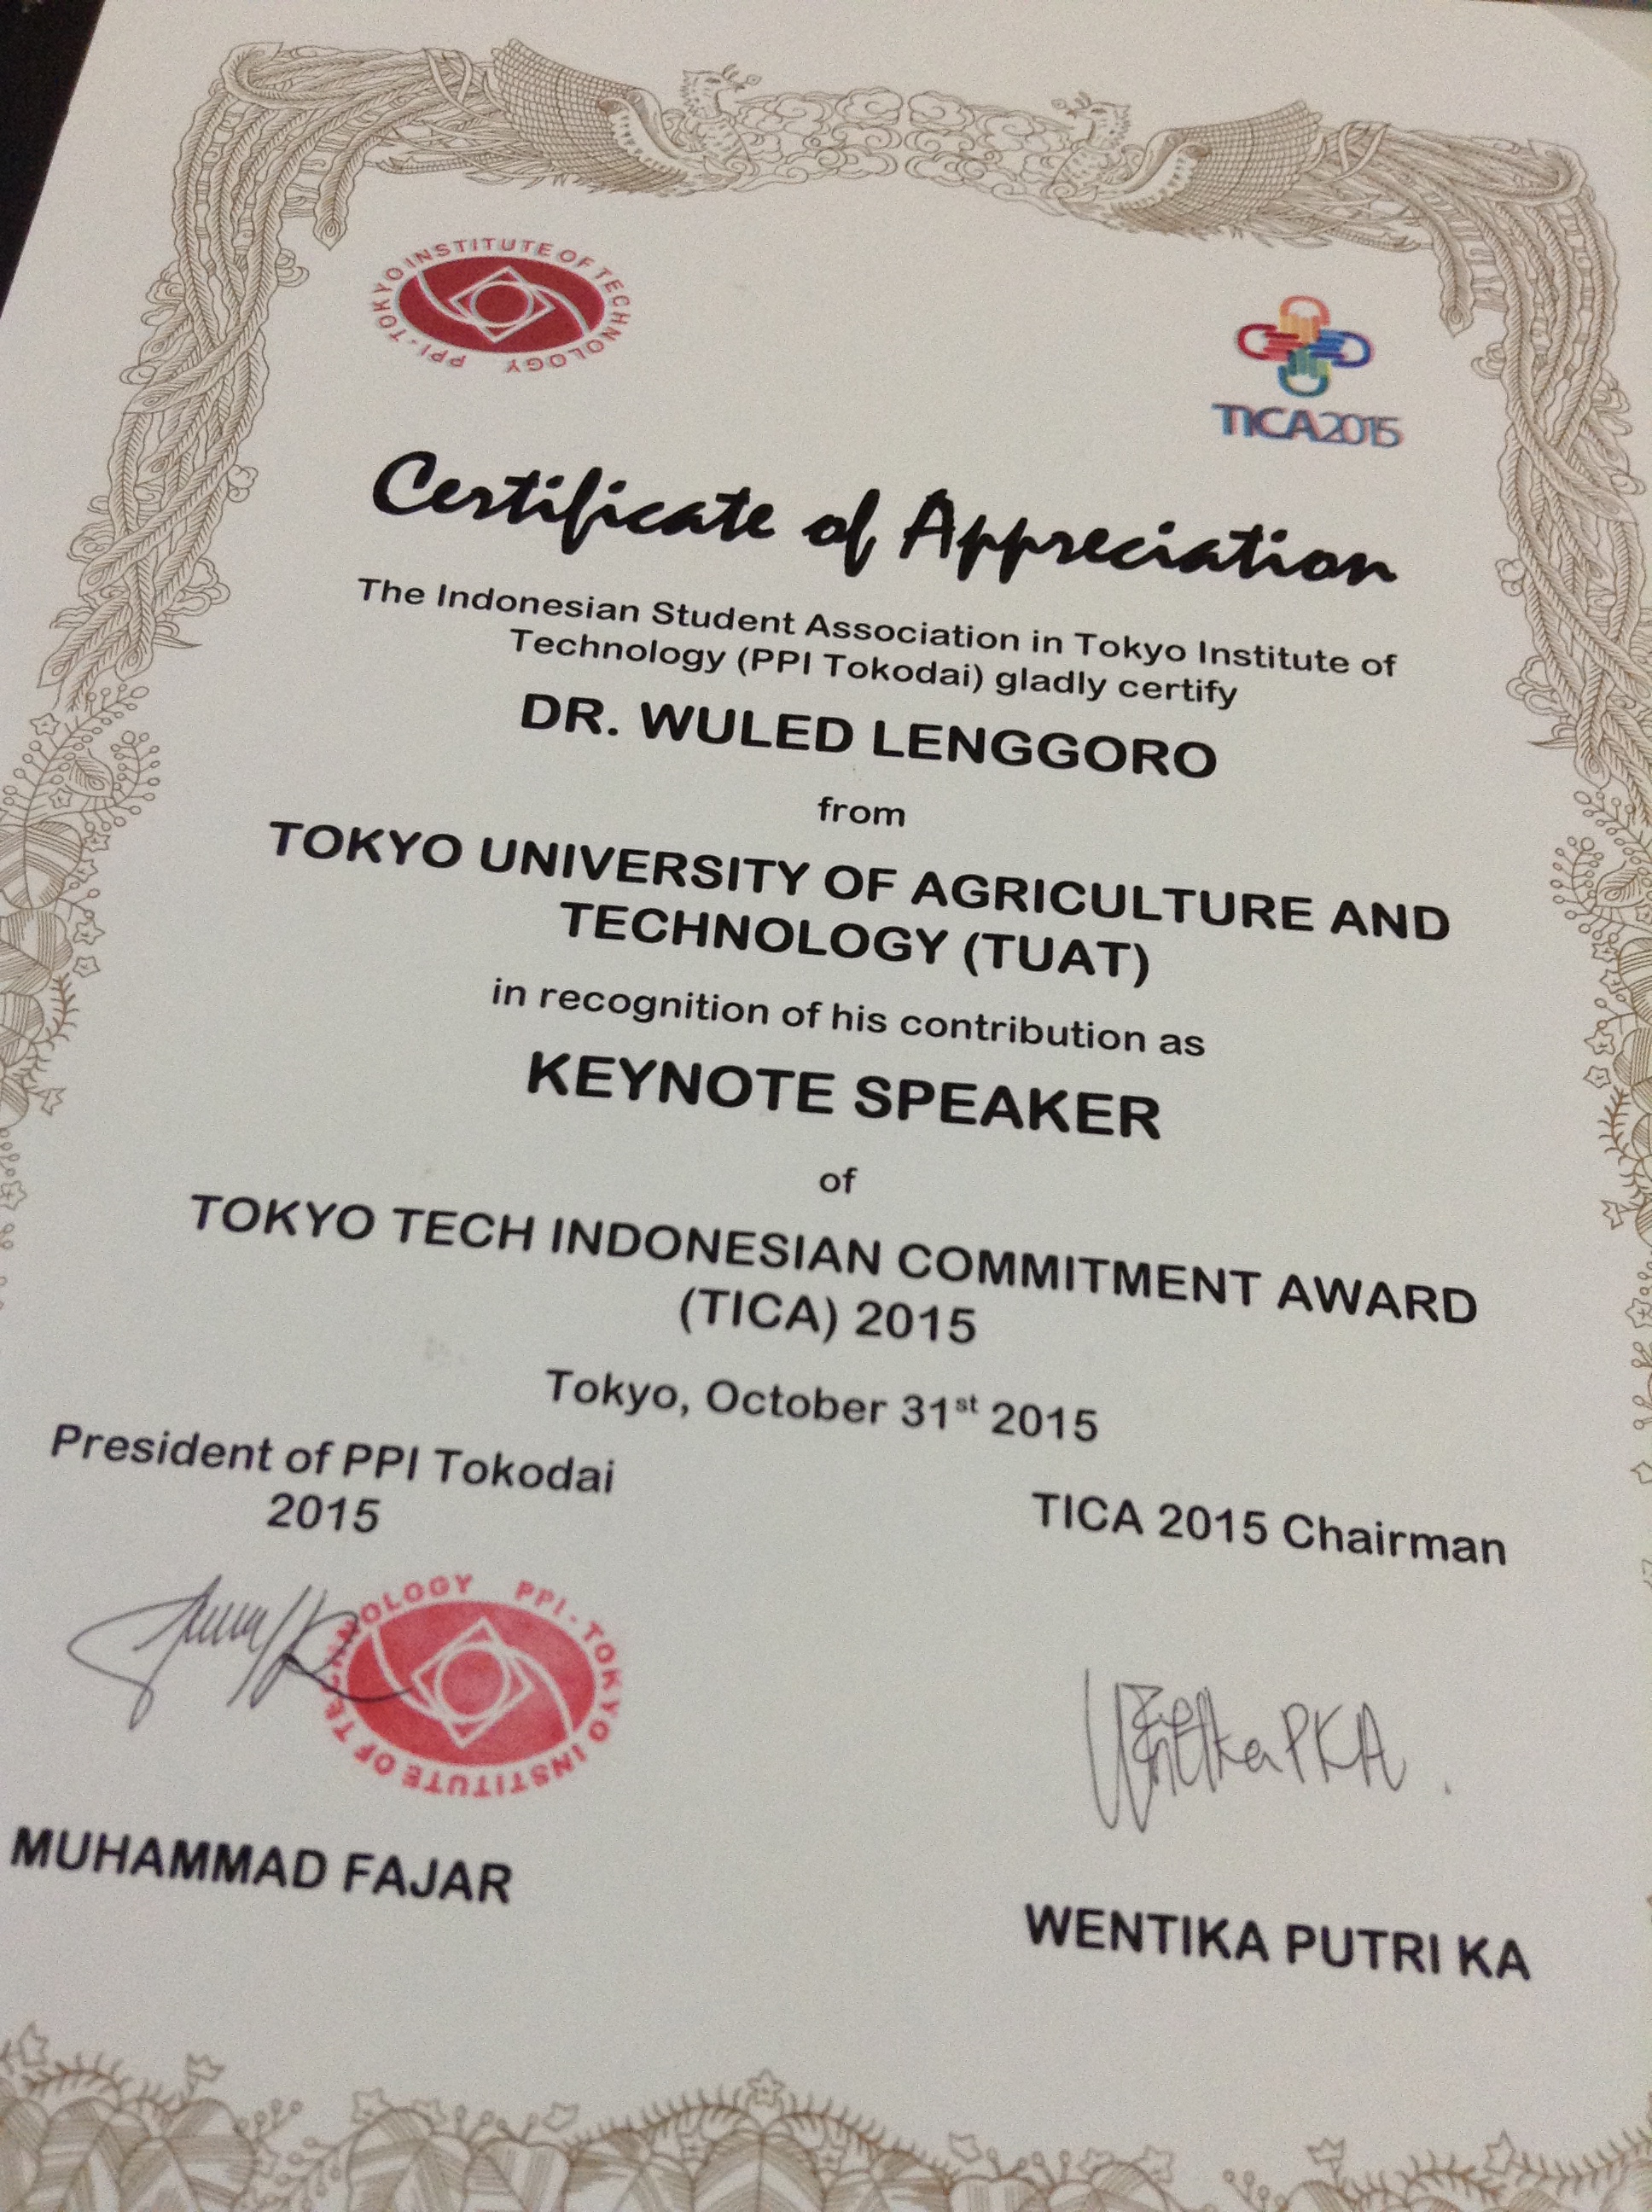 PPI - TOKYO INSTITUTE OF TECHNOLOGY
TICA2015
Certificate of Appreciation
The Indonesian Student Association in Tokyo Institute of
Technology (PPI Tokodai) gladly certify
DR. WULED LENGGORO
from
TOKYO UNIVERSITY OF AGRICULTURE AND
TECHNOLOGY (TUAT)
in recognition of his contribution as
KEYNOTE SPEAKER
of
TOKYO TECH INDONESIAN COMMITMENT AWARD
(TICA) 2015
Tokyo, October 31st 2015
President of PPI Tokodai
2015
TICA 2015 Chairman
PPI - TOKYO INSTITUTE OF TECHNOLOGY
Wentika PKA.
MUHAMMAD FAJAR
WENTIKA PUTRI KA